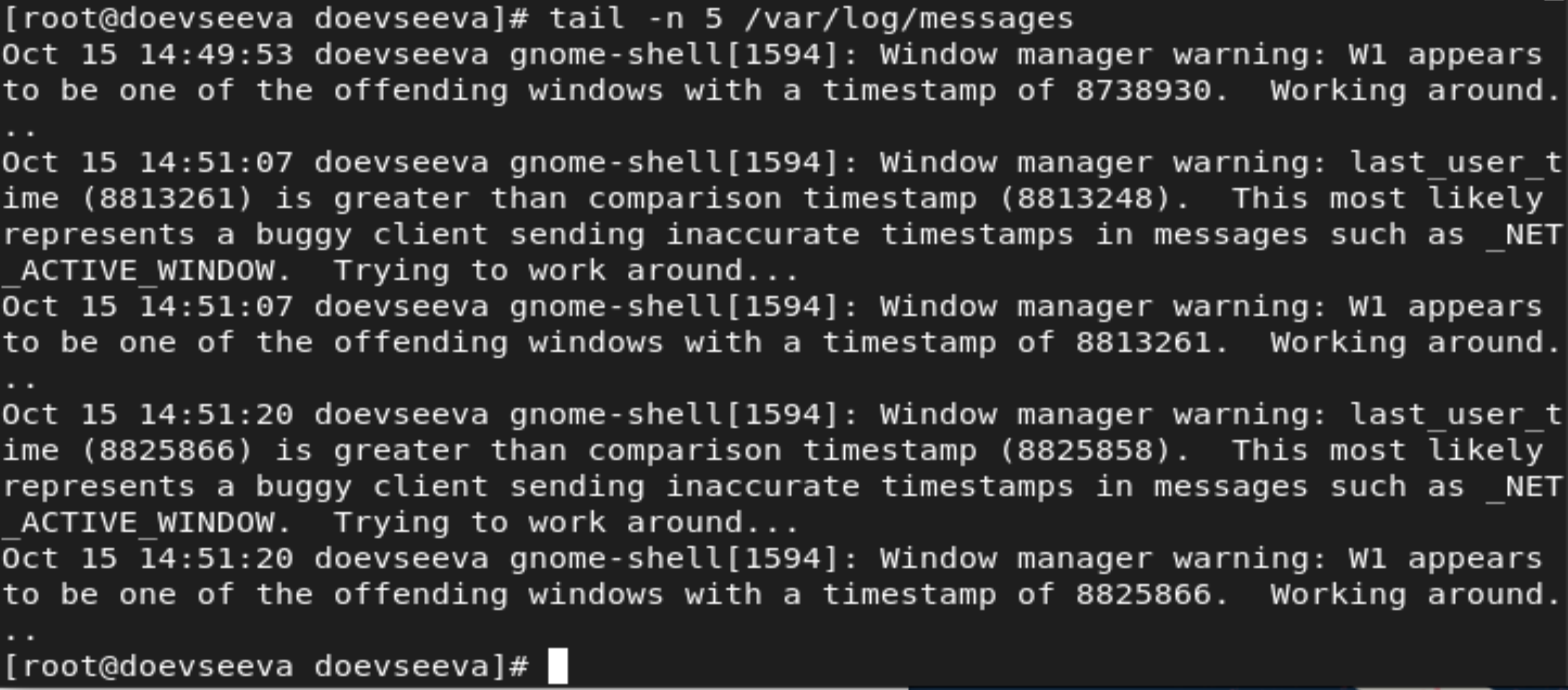 [root@doevseeva doevseeva]# tail -n 5 /var/log/messages
Oct 15 14:49:53 doevseeva gnome-shell[1594]: Window manager warning: W1 appears
to be one of the offending windows with a timestamp of 8738930.  Working around.
..
Oct 15 14:51:07 doevseeva gnome-shell[1594]: Window manager warning: last_user_t
ime (8813261) is greater than comparison timestamp (8813248).  This most likely
represents a buggy client sending inaccurate timestamps in messages such as _NET
_ACTIVE_WINDOW.  Trying to work around...
Oct 15 14:51:07 doevseeva gnome-shell[1594]: Window manager warning: W1 appears
to be one of the offending windows with a timestamp of 8813261.  Working around.
..
Oct 15 14:51:20 doevseeva gnome-shell[1594]: Window manager warning: last_user_t
ime (8825866) is greater than comparison timestamp (8825858).  This most likely
represents a buggy client sending inaccurate timestamps in messages such as _NET
_ACTIVE_WINDOW.  Trying to work around...
Oct 15 14:51:20 doevseeva gnome-shell[1594]: Window manager warning: W1 appears
to be one of the offending windows with a timestamp of 8825866.  Working around.
..
[root@doevseeva doevseeva]#